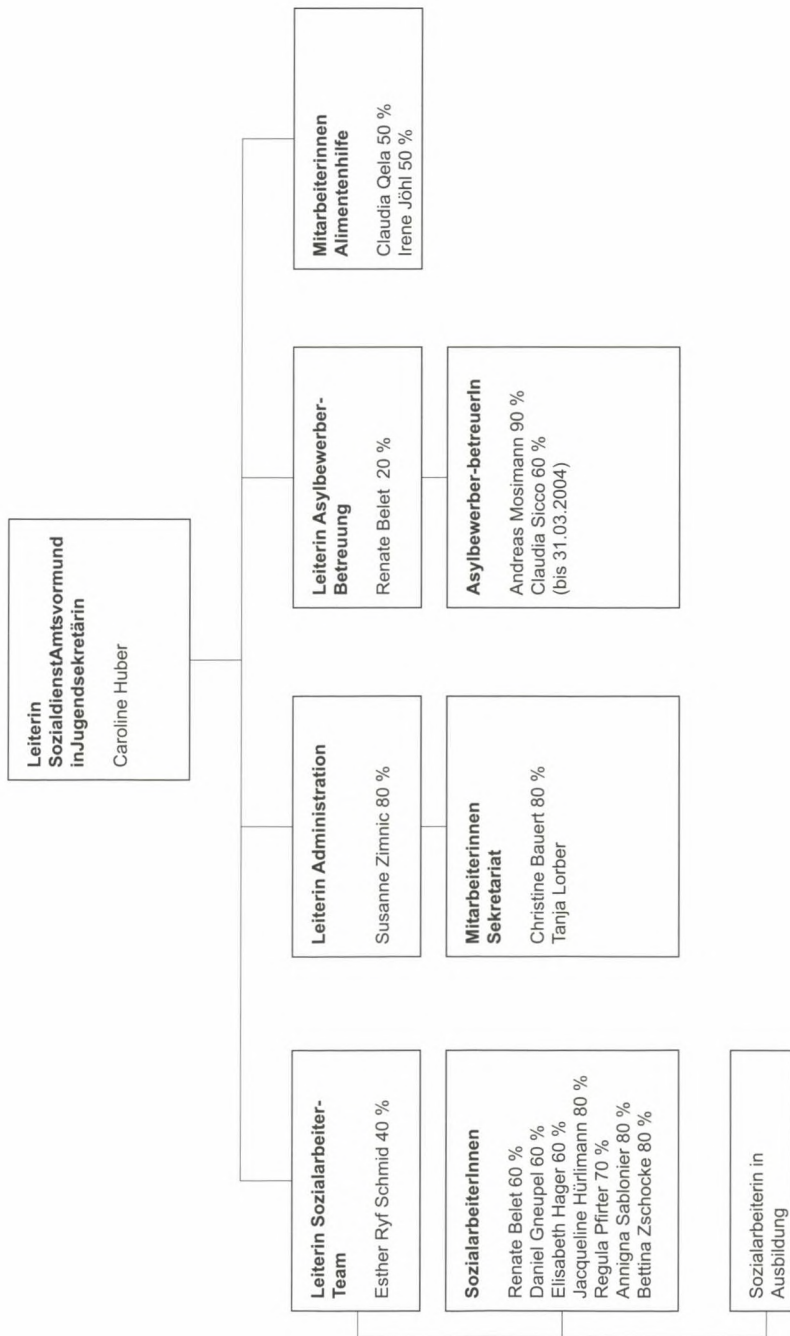 Leiterin
SozialdienstAmtsvormund
inJugendsekretärin
Caroline Huber
Leiterin Sozialarbeiter-
Team
Esther Ryf Schmid 40 %
SozialarbeiterInnen
Renate Belet 60 %
Daniel Gneupel 60 %
Elisabeth Hager 60 %
Jacqueline Hürlimann 80 %
Regula Pfirter 70 %
Annigna Sablonier 80 %
Bettina Zschocke 80 %
Sozialarbeiterin in
Ausbildung
Leiterin Administration
Susanne Zimnic 80 %
Mitarbeiterinnen
Sekretariat
Christine Bauert 80 %
Tanja Lorber
Leiterin Asylbewerber-
Betreuung
Renate Belet 20 %
Asylbewerber-betreuerIn
Andreas Mosimann 90 %
Claudia Sicco 60 %
(bis 31.03.2004)
Mitarbeiterinnen
Alimentenhilfe
Claudia Qela 50 %
Irene Jöhl 50 %